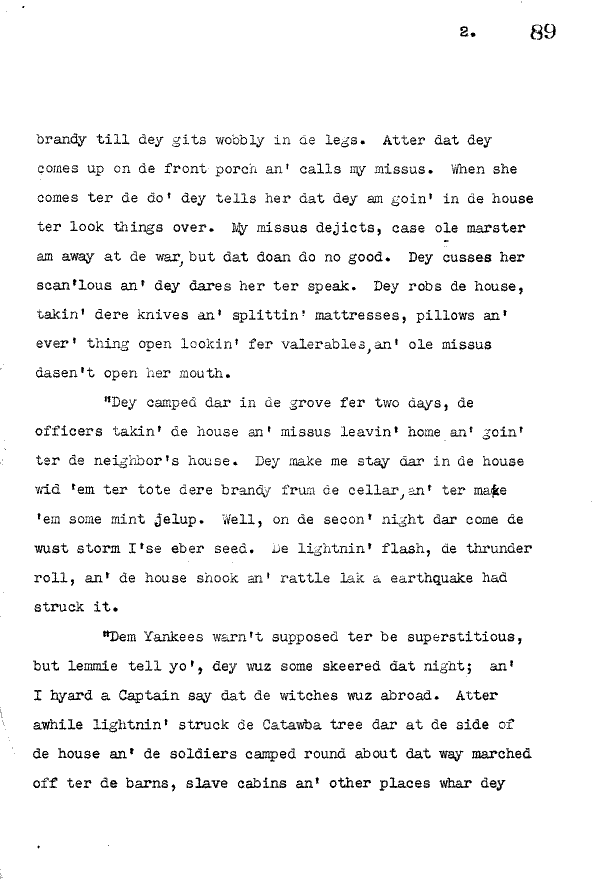 2. 89
brandy till dey gits wobbly in de legs. Atter dat dey
comes up on de front porch an' calls my missus. When she
comes ter de do' dey tells her dat dey am goin' in de house
ter look things over. My missus dejicts, case ole marster
am away at de war, but dat doan do no good. Dey cusses her
scan'lous an' dey dares her ter speak. Dey robs de house,
takin' dere knives an' splittin' mattresses, pillows an'
ever' thing open lookin' fer valerables, an' ole missus
dasen't open her mouth.
"Dey camped dar in de grove fer two days, de
officers takin' de house an' missus leavin' home an' goin'
ter de neighbor's house. Dey make me stay dar in de house
wid 'em ter tote dere brandy frum de cellar, an' ter make
'em some mint jelup. Well, on de secon' night dar come de
wust storm I'se eber seed. De lightnin' flash, de thrunder
roll, an' de house shook an' rattle lak a earthquake had
struck it.
"Dem Yankees warn't supposed ter be superstitious,
but lemmie tell yo', dey wuz some skeered dat night; an'
I hyard a Captain say dat de witches wuz abroad. Atter
awhile lightnin' struck de Catawba tree dar at de side of
de house an' de soldiers camped round about dat way marched
off ter de barns, slave cabins an' other places whar dey